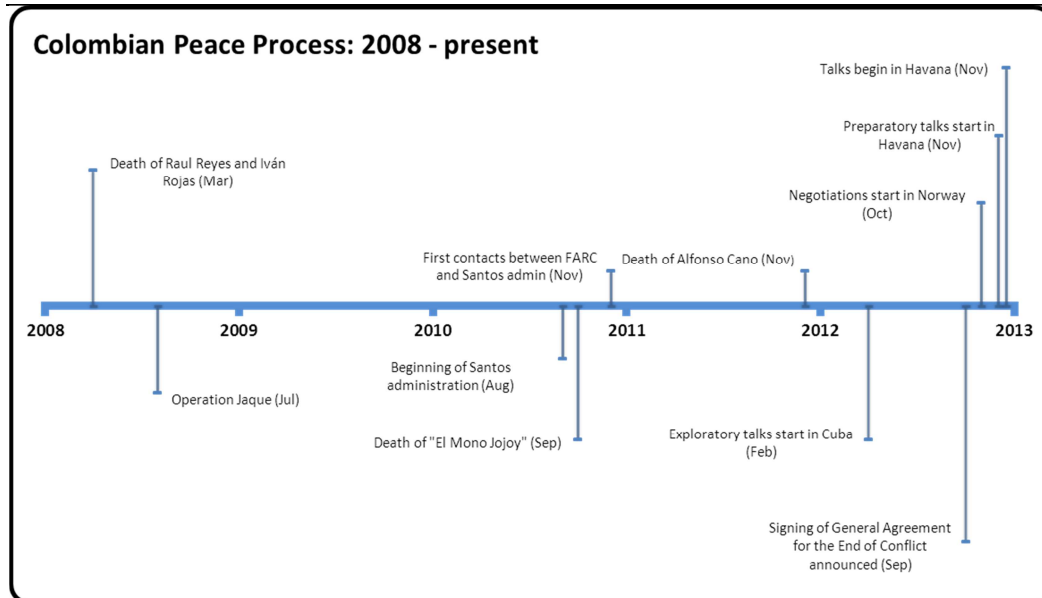 Colombian Peace Process: 2008 - present
Talks begin in Havana (Nov)
Preparatory talks start in
Havana (Nov)
Death of Raul Reyes and Iván
Rojas (Mar)
Negotiations start in Norway
(Oct)
First contacts between FARC
and Santos admin (Nov)
Death of Alfonso Cano (Nov)
2008
2009
2010
2011
2012
2013
Beginning of Santos
administration (Aug)
Operation Jaque (Jul)
Death of "El Mono Jojoy" (Sep)
Exploratory talks start in Cuba
(Feb)
Signing of General Agreement
for the End of Conflict
announced (Sep)